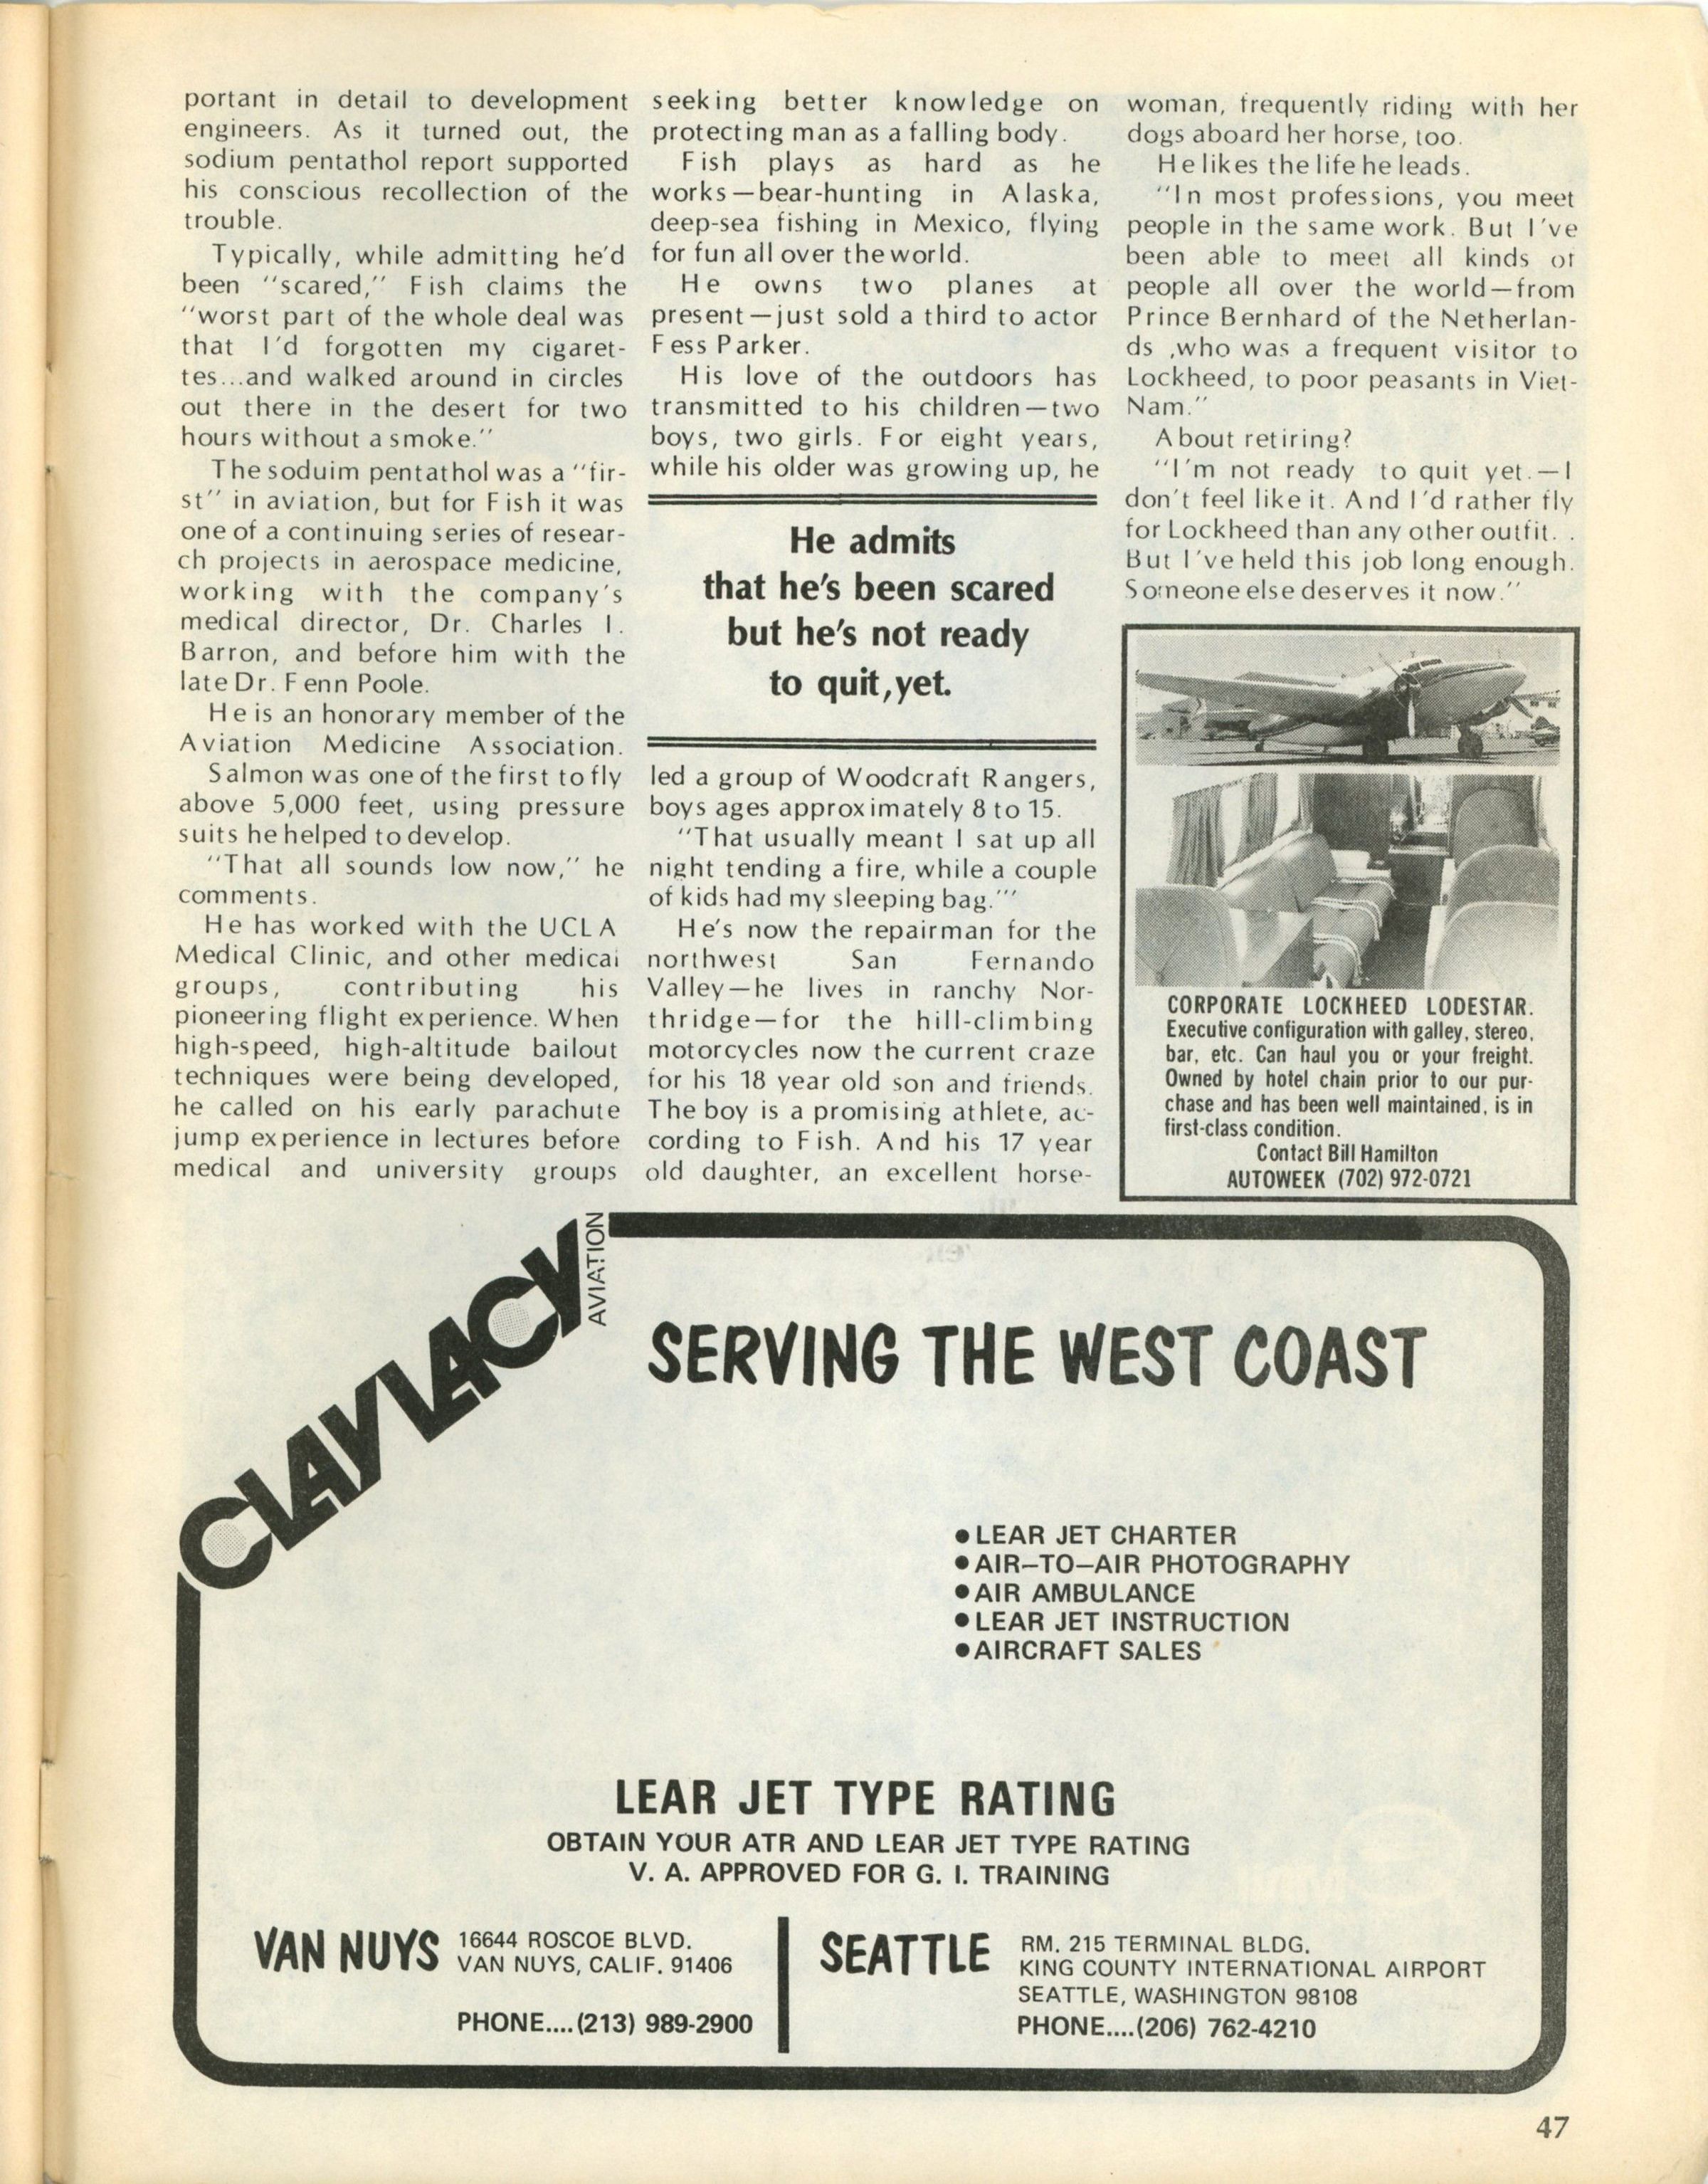 portant in detail to development
engineers. As it turned out, the
sodium pentathol report supported
his conscious recollection of the
trouble.
Typically, while admitting he'd
been "scared," Fish claims the
"worst part of the whole deal was
that I'd forgotten my cigaret-
tes...and walked around in circles
out there in the desert for two
hours without a smoke."
The soduim pentathol was a "fir-
st" in aviation, but for Fish it was
one of a continuing series of resear-
ch projects in aerospace medicine,
working with the company's
medical director, Dr. Charles I.
Barron, and before him with the
late Dr. Fenn Poole.
He is an honorary member of the
Aviation Medicine Association.
Salmon was one of the first to fly
above 5,000 feet, using pressure
suits he helped to develop.
"That all sounds low now," he
comments.
He has worked with the UCLA
Medical Clinic, and other medical
groups, contributing his
pioneering flight experience. When
high-speed, high-altitude bailout
techniques were being developed,
he called on his early parachute
jump experience in lectures before
medical and university groups
seeking better knowledge on
protecting man as a falling body.
Fish plays as hard as he
works—bear-hunting in Alaska,
deep-sea fishing in Mexico, flying
for fun all over the world.
He owns two planes at
present—just sold a third to actor
Fess Parker.
His love of the outdoors has
transmitted to his children—two
boys, two girls. For eight years,
while his older was growing up, he
He admits
that he's been scared
but he's not ready
to quit,yet.
led a group of Woodcraft Rangers,
boys ages approximately 8 to 15.
"That usually meant I sat up all
night tending a fire, while a couple
of kids had my sleeping bag."'
He's now the repairman for the
northwest San Fernando
Valley—he lives in ranchy Nor-
thridge—for the hill-climbing
motorcycles now the current craze
for his 18 year old son and friends.
The boy is a promising athlete, ac-
cording to Fish. And his 17 year
old daughter, an excellent horse-
woman, frequently riding with her
dogs aboard her horse, too.
He likes the life he leads.
"In most professions, you meet
people in the same work. But I've
been able to meet all kinds of
people all over the world—from
Prince Bernhard of the Netherlan-
ds ,who was a frequent visitor to
Lockheed, to poor peasants in Viet-
Nam."
About retiring?
"I'm not ready to quit yet.—I
don't feel like it. And I'd rather fly
for Lockheed than any other outfit. .
But I've held this job long enough.
Someone else deserves it now."
CORPORATE LOCKHEED LODESTAR.
Executive configuration with galley, stereo,
bar, etc. Can haul you or your freight.
Owned by hotel chain prior to our pur-
chase and has been well maintained, is in
first-class condition.
Contact Bill Hamilton
AUTOWEEK (702) 972-0721
CLAY LACY
AVIATION
SERVING THE WEST COAST
● LEAR JET CHARTER
● AIR–TO–AIR PHOTOGRAPHY
● AIR AMBULANCE
● LEAR JET INSTRUCTION
● AIRCRAFT SALES
LEAR JET TYPE RATING
OBTAIN YOUR ATR AND LEAR JET TYPE RATING
V. A. APPROVED FOR G. I. TRAINING
VAN NUYS
16644 ROSCOE BLVD.
VAN NUYS, CALIF. 91406
PHONE....(213) 989-2900
SEATTLE
RM. 215 TERMINAL BLDG.
KING COUNTY INTERNATIONAL AIRPORT
SEATTLE, WASHINGTON 98108
PHONE....(206) 762-4210
47